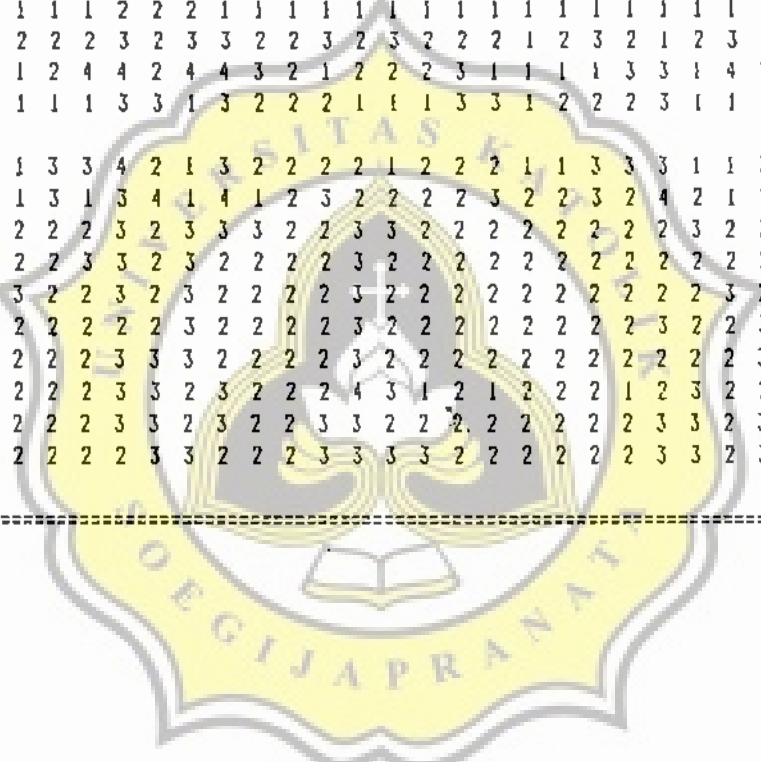 1 1 1 2 2 2 1 1 1 1 1 1 1 1 1 1 1 1 1 1 1 1
2 2 2 3 2 3 3 2 2 3 2 3 2 2 2 1 2 3 2 1 2 3
1 2 4 4 2 4 4 3 2 1 2 2 2 3 1 1 1 1 3 3 1 4
1 1 1 3 3 1 3 2 2 2 1 1 1 3 3 1 2 2 2 3 1 1
1 3 3 4 2 1 3 2 2 2 2 1 2 2 2 1 1 3 3 3 1 1
1 3 1 3 4 1 4 1 2 3 2 2 2 2 3 2 2 3 2 4 2 1
2 2 2 3 2 3 3 3 2 2 3 3 2 2 2 2 2 2 2 2 3 2
2 2 3 3 2 3 2 2 2 2 3 2 2 2 2 2 2 2 2 2 2 2
3 2 2 3 2 3 2 2 2 2 3 2 2 2 2 2 2 2 2 2 2 3
2 2 2 2 2 3 2 2 2 2 3 2 2 2 2 2 2 2 2 3 2 2
2 2 2 3 3 3 2 2 2 2 3 2 2 2 2 2 2 2 2 2 2 2
2 2 2 3 3 2 3 2 2 2 4 3 1 2 1 2 2 2 1 2 3 2
2 2 2 3 3 2 3 2 2 3 3 2 2 2 2 2 2 2 2 3 3 2
2 2 2 2 3 3 2 2 2 3 3 3 3 2 2 2 2 2 2 3 3 2
UNIVERSITAS KATOLIK
SOEGIJAPRANATA